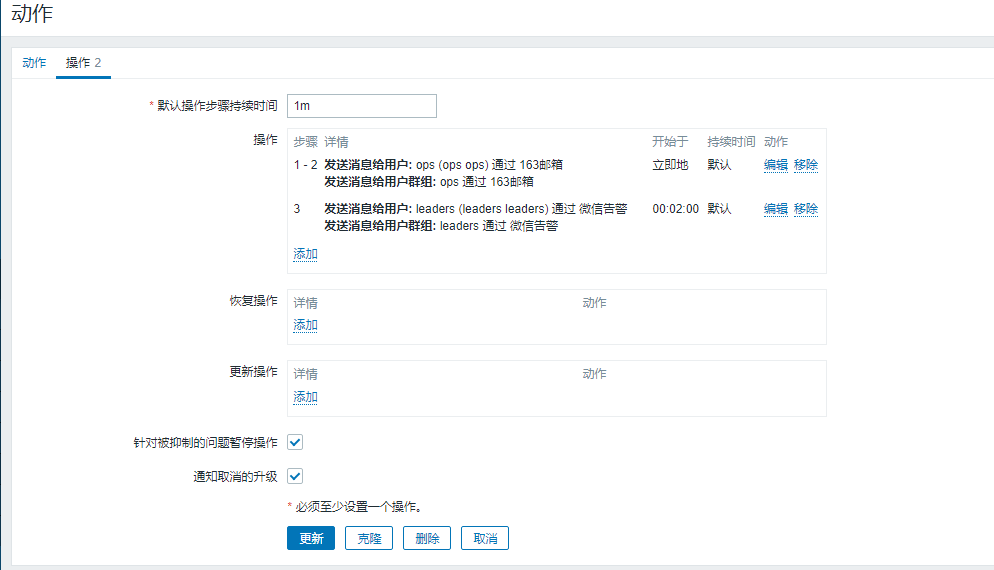 动作
动作 操作 2
* 默认操作步骤持续时间 1m
操作 步骤 详情 开始于 持续时间 动作
1 - 2 发送消息给用户: ops (ops ops) 通过 163邮箱 立即地 默认 编辑 移除
发送消息给用户群组: ops 通过 163邮箱
3 发送消息给用户: leaders (leaders leaders) 通过 微信告警 00:02:00 默认 编辑 移除
发送消息给用户群组: leaders 通过 微信告警
添加
恢复操作 详情 动作
添加
更新操作 详情 动作
添加
针对被抑制的问题暂停操作
通知取消的升级
* 必须至少设置一个操作。
更新 克隆 删除 取消